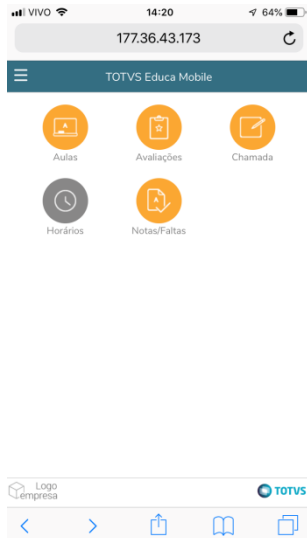 VIVO 14:20 64%
177.36.43.173
TOTVS Educa Mobile
Aulas Avaliações Chamada
Horários Notas/Faltas
Logo
empresa
TOTVS